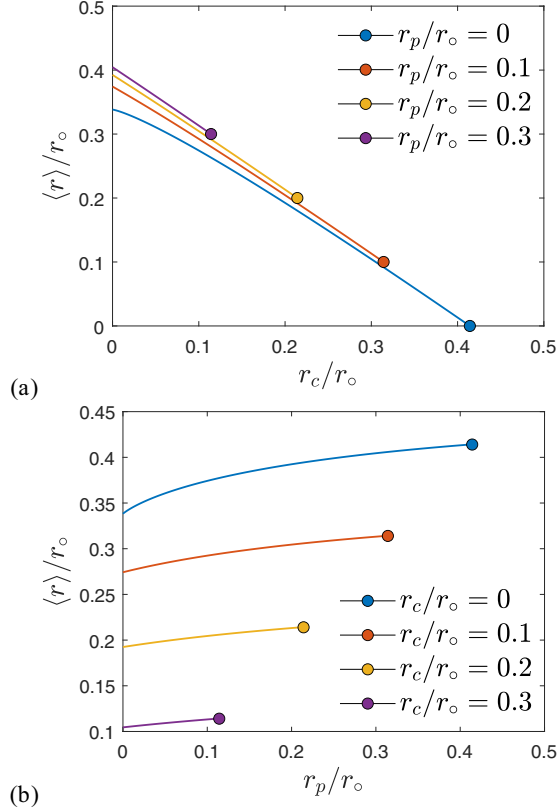 0.5
0.4
0.3
0.2
0.1
0
⟨r⟩/r∘
r_p/r∘ = 0
r_p/r∘ = 0.1
r_p/r∘ = 0.2
r_p/r∘ = 0.3
0 0.1 0.2 0.3 0.4 0.5
r_c/r∘
(a)
0.45
0.4
0.35
0.3
0.25
0.2
0.15
0.1
⟨r⟩/r∘
r_c/r∘ = 0
r_c/r∘ = 0.1
r_c/r∘ = 0.2
r_c/r∘ = 0.3
0 0.1 0.2 0.3 0.4 0.5
r_p/r∘
(b)